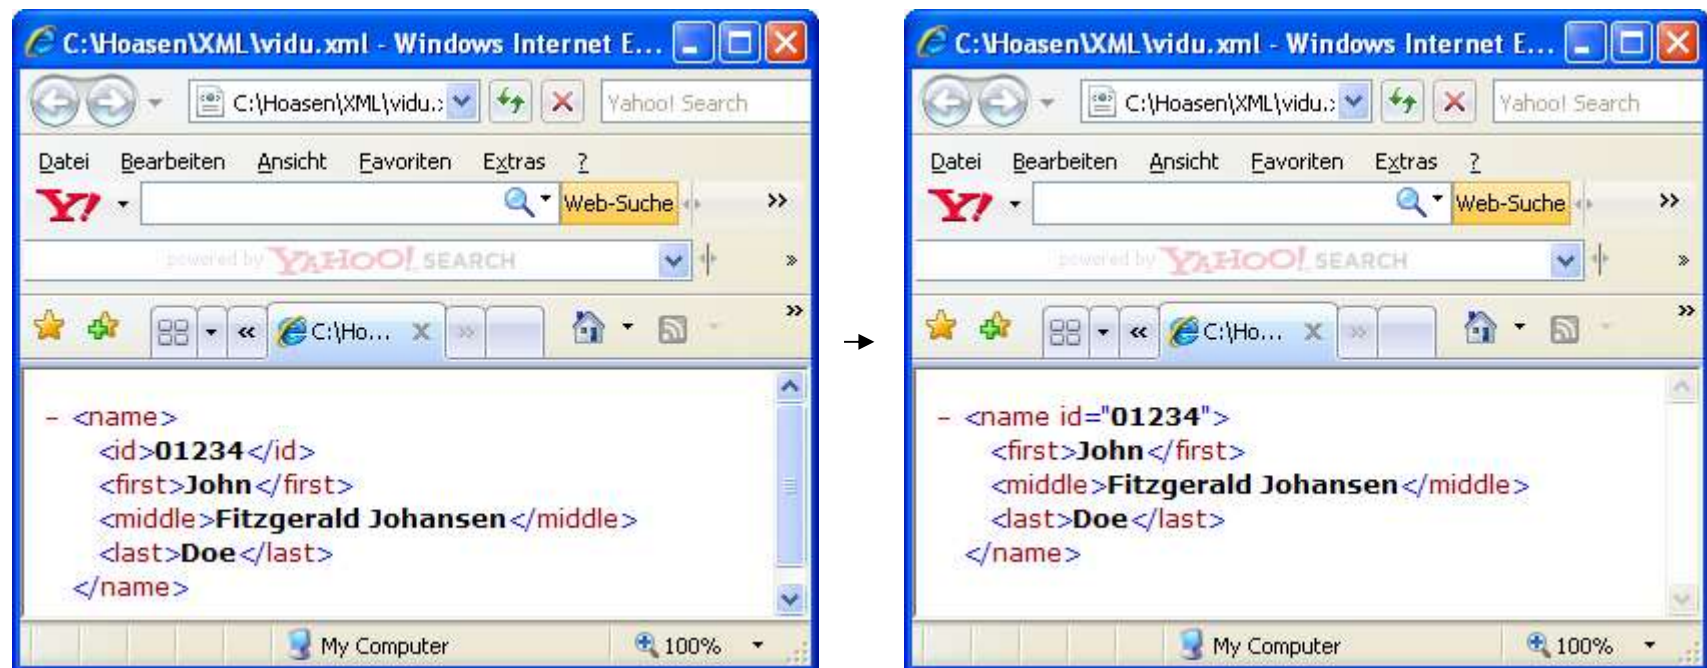 C:\Hoasen\XML\vidu.xml - Windows Internet E...
C:\Hoasen\XML\vidu.:
Yahoo! Search
Datei Bearbeiten Ansicht Favoriten Extras ?
Y! Web-Suche »
powered by YAHOO! SEARCH »
« C:\Ho... » »
- <name>
<id>01234</id>
<first>John</first>
<middle>Fitzgerald Johansen</middle>
<last>Doe</last>
</name>
My Computer 100%
→
C:\Hoasen\XML\vidu.xml - Windows Internet E...
C:\Hoasen\XML\vidu.:
Yahoo! Search
Datei Bearbeiten Ansicht Favoriten Extras ?
Y! Web-Suche »
powered by YAHOO! SEARCH »
« C:\Ho... » »
- <name id="01234">
<first>John</first>
<middle>Fitzgerald Johansen</middle>
<last>Doe</last>
</name>
My Computer 100%